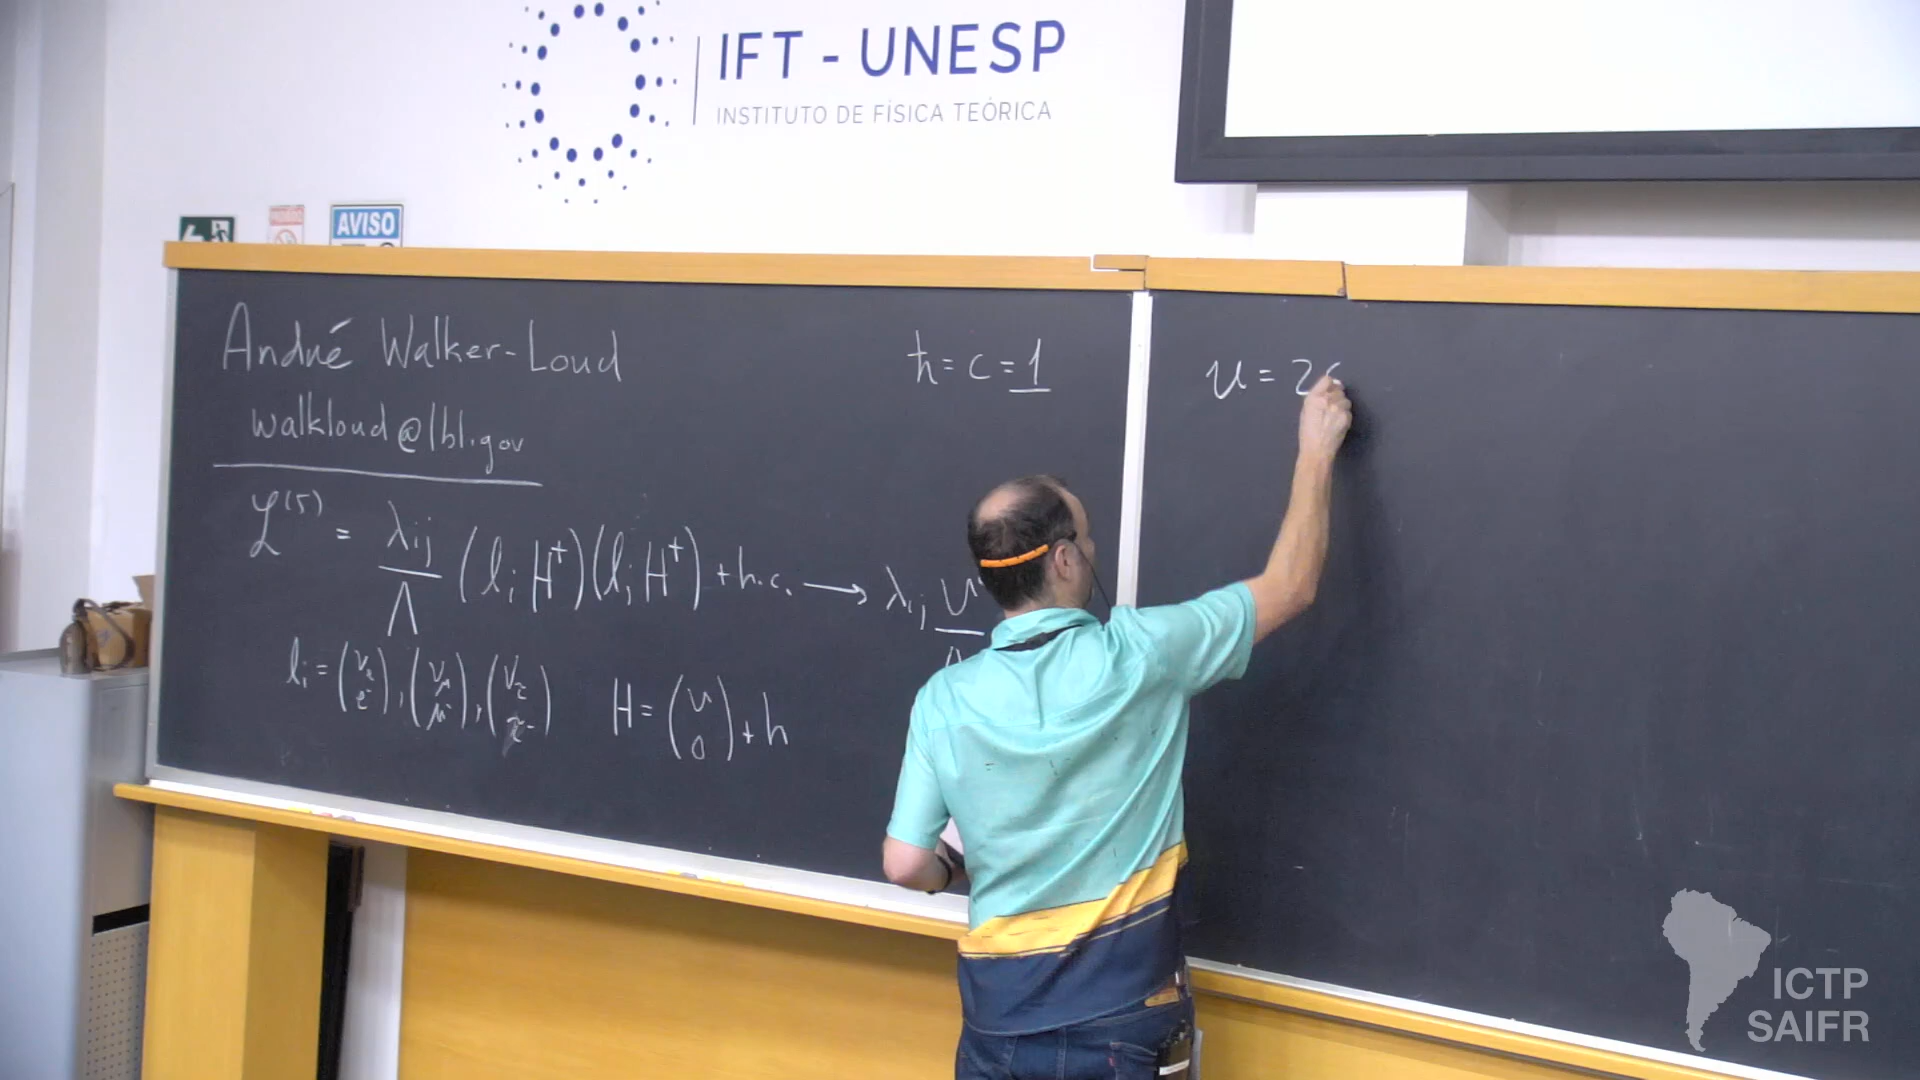 IFT - UNESP
INSTITUTO DE FÍSICA TEÓRICA
AVISO
André Walker-Loud
walkloud@lbl.gov
ħ = c = 1
ℒ⁽⁵⁾ = λij/Λ (lᵢ H†)(lⱼ H†) + h.c. → λij υ
lᵢ = (νe e⁻), (νμ μ⁻), (ντ τ⁻)   H = (υ 0) + h
υ = 2
ICTP
SAIFR